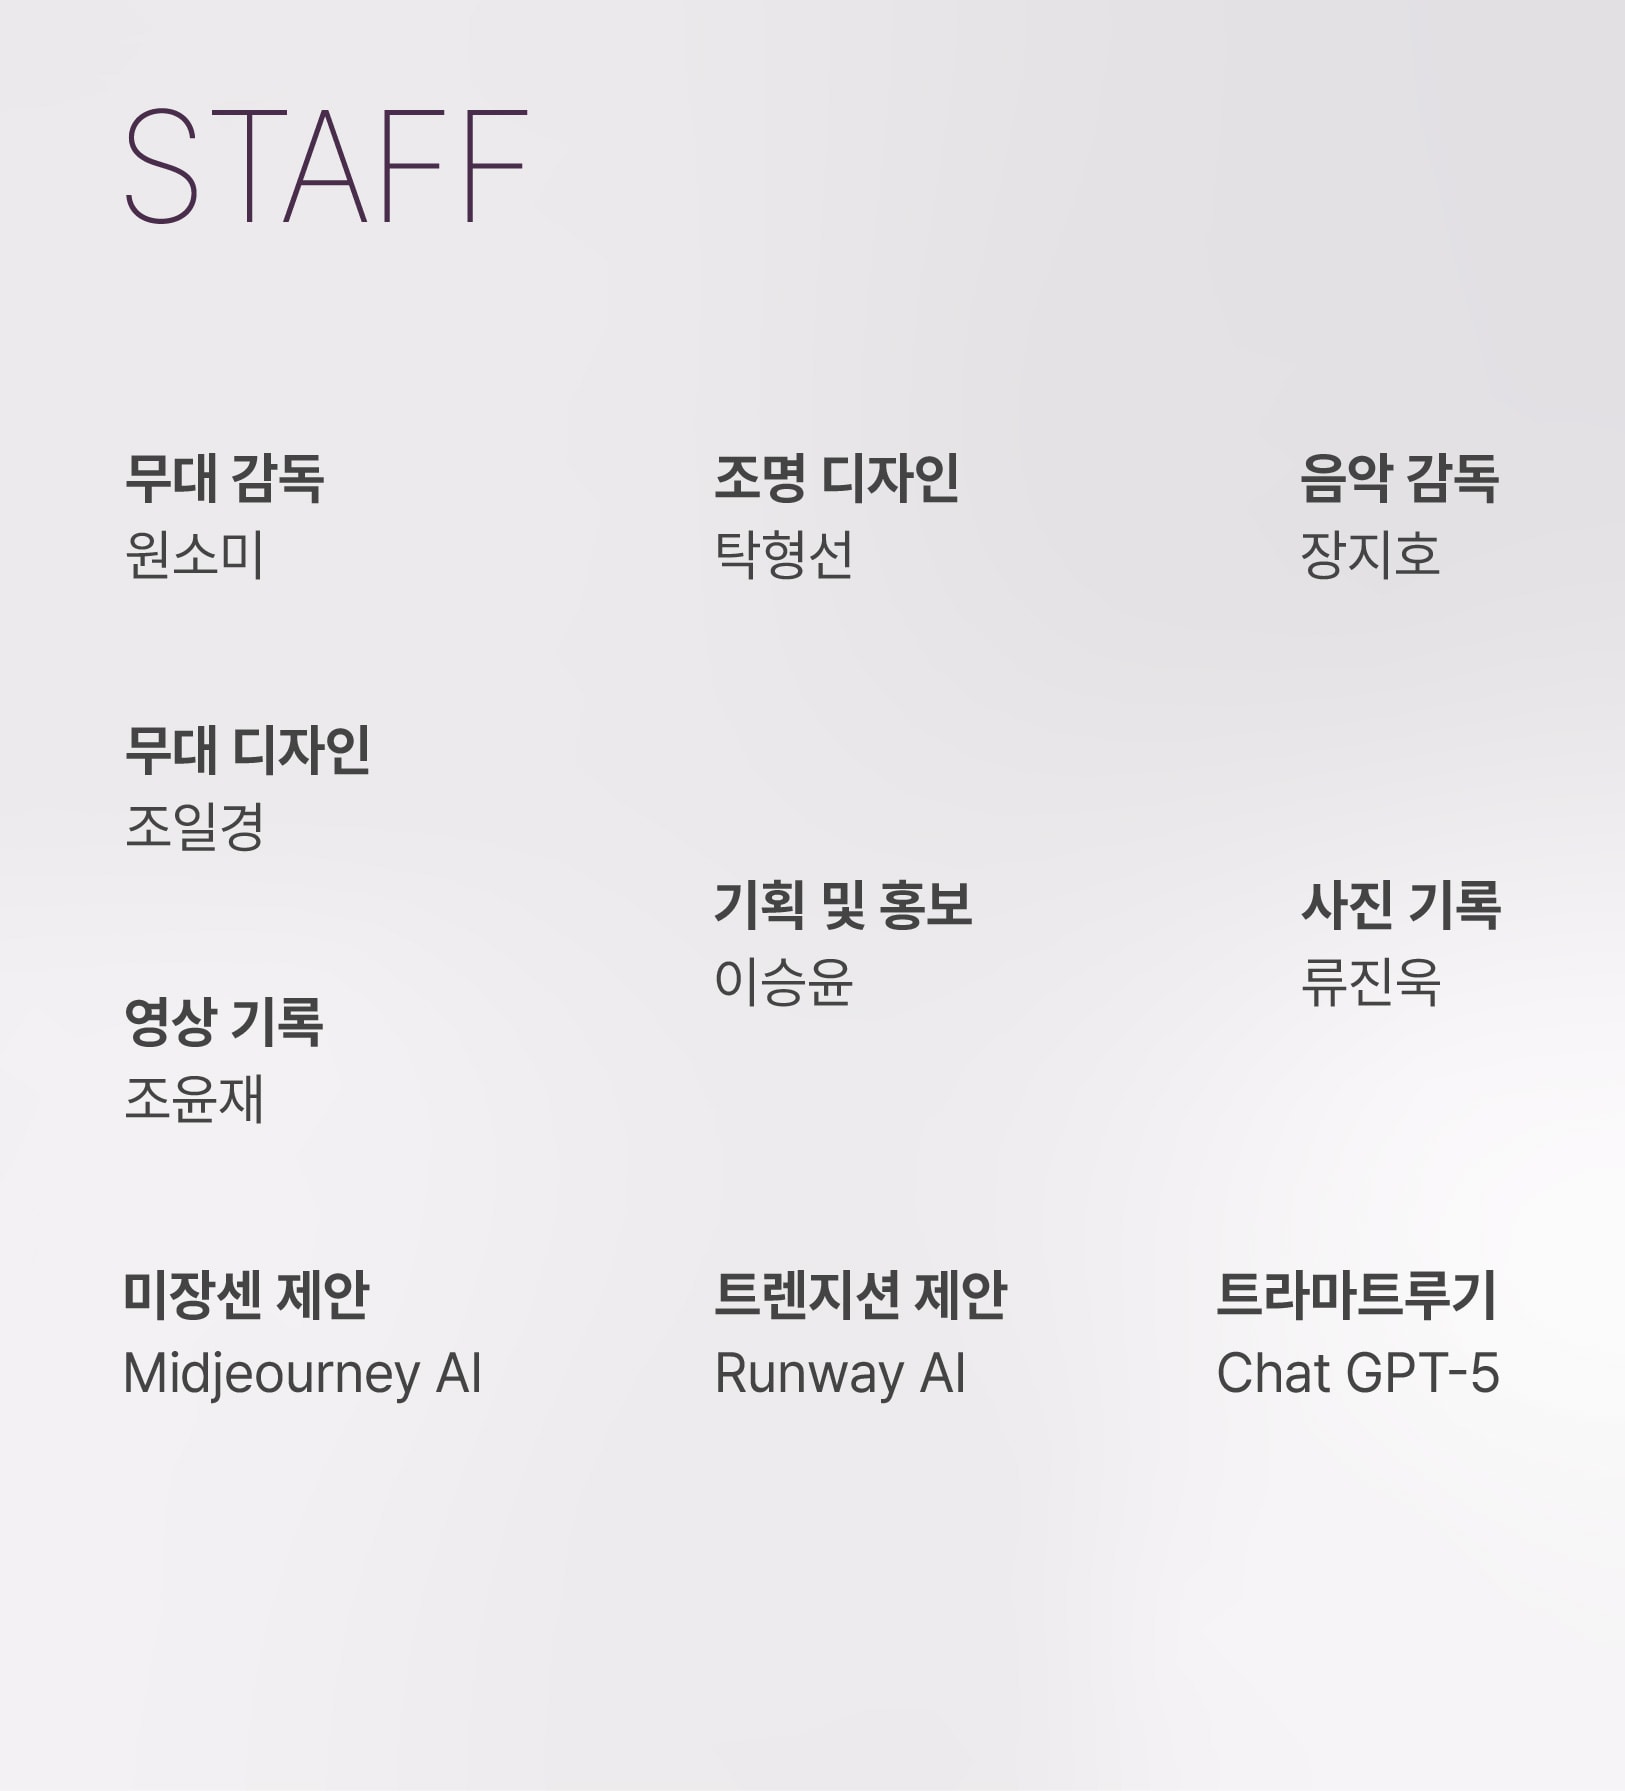 STAFF
무대 감독
원소미
조명 디자인
탁형선
음악 감독
장지호
무대 디자인
조일경
기획 및 홍보
이승윤
사진 기록
류진욱
영상 기록
조윤재
미장센 제안
Midjeourney AI
트렌지션 제안
Runway AI
트라마트루기
Chat GPT-5